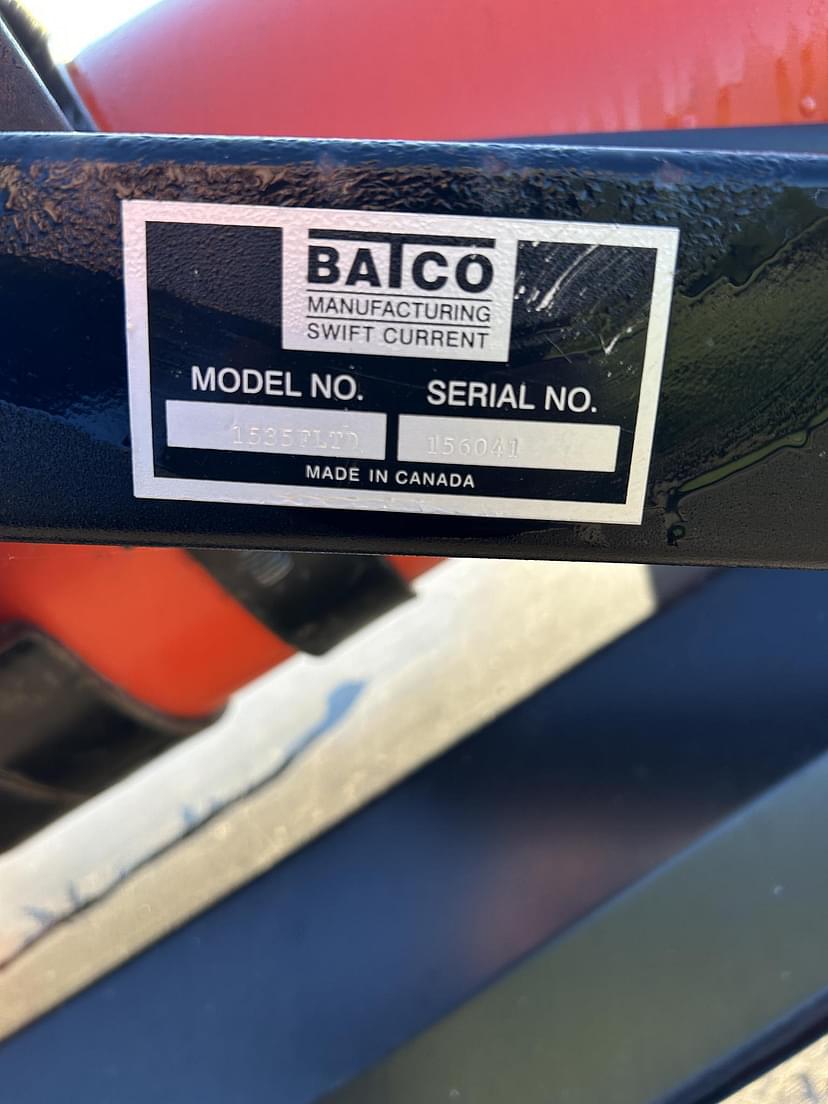 BATCO
MANUFACTURING
SWIFT CURRENT
MODEL NO. SERIAL NO.
1535FLTD 156041
MADE IN CANADA